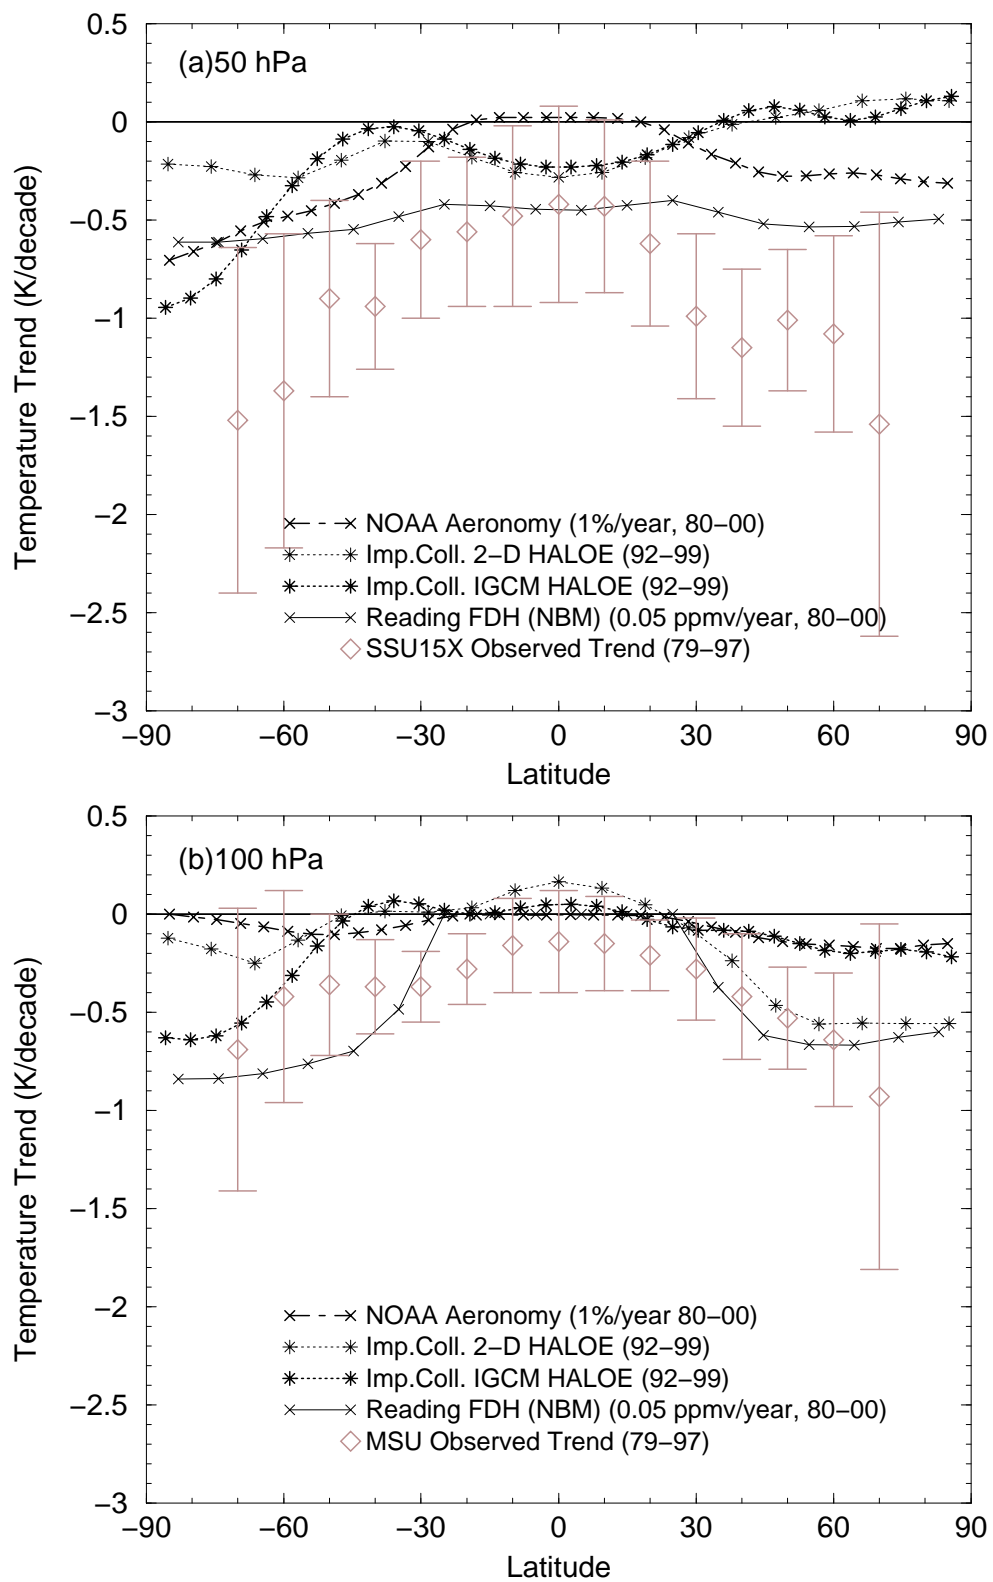 (a)50 hPa
0.5
0
−0.5
−1
−1.5
−2
−2.5
−3
Temperature Trend (K/decade)
NOAA Aeronomy (1%/year, 80−00)
Imp.Coll. 2−D HALOE (92−99)
Imp.Coll. IGCM HALOE (92−99)
Reading FDH (NBM) (0.05 ppmv/year, 80−00)
SSU15X Observed Trend (79−97)
−90 −60 −30 0 30 60 90
Latitude
(b)100 hPa
0.5
0
−0.5
−1
−1.5
−2
−2.5
−3
Temperature Trend (K/decade)
NOAA Aeronomy (1%/year 80−00)
Imp.Coll. 2−D HALOE (92−99)
Imp.Coll. IGCM HALOE (92−99)
Reading FDH (NBM) (0.05 ppmv/year, 80−00)
MSU Observed Trend (79−97)
−90 −60 −30 0 30 60 90
Latitude